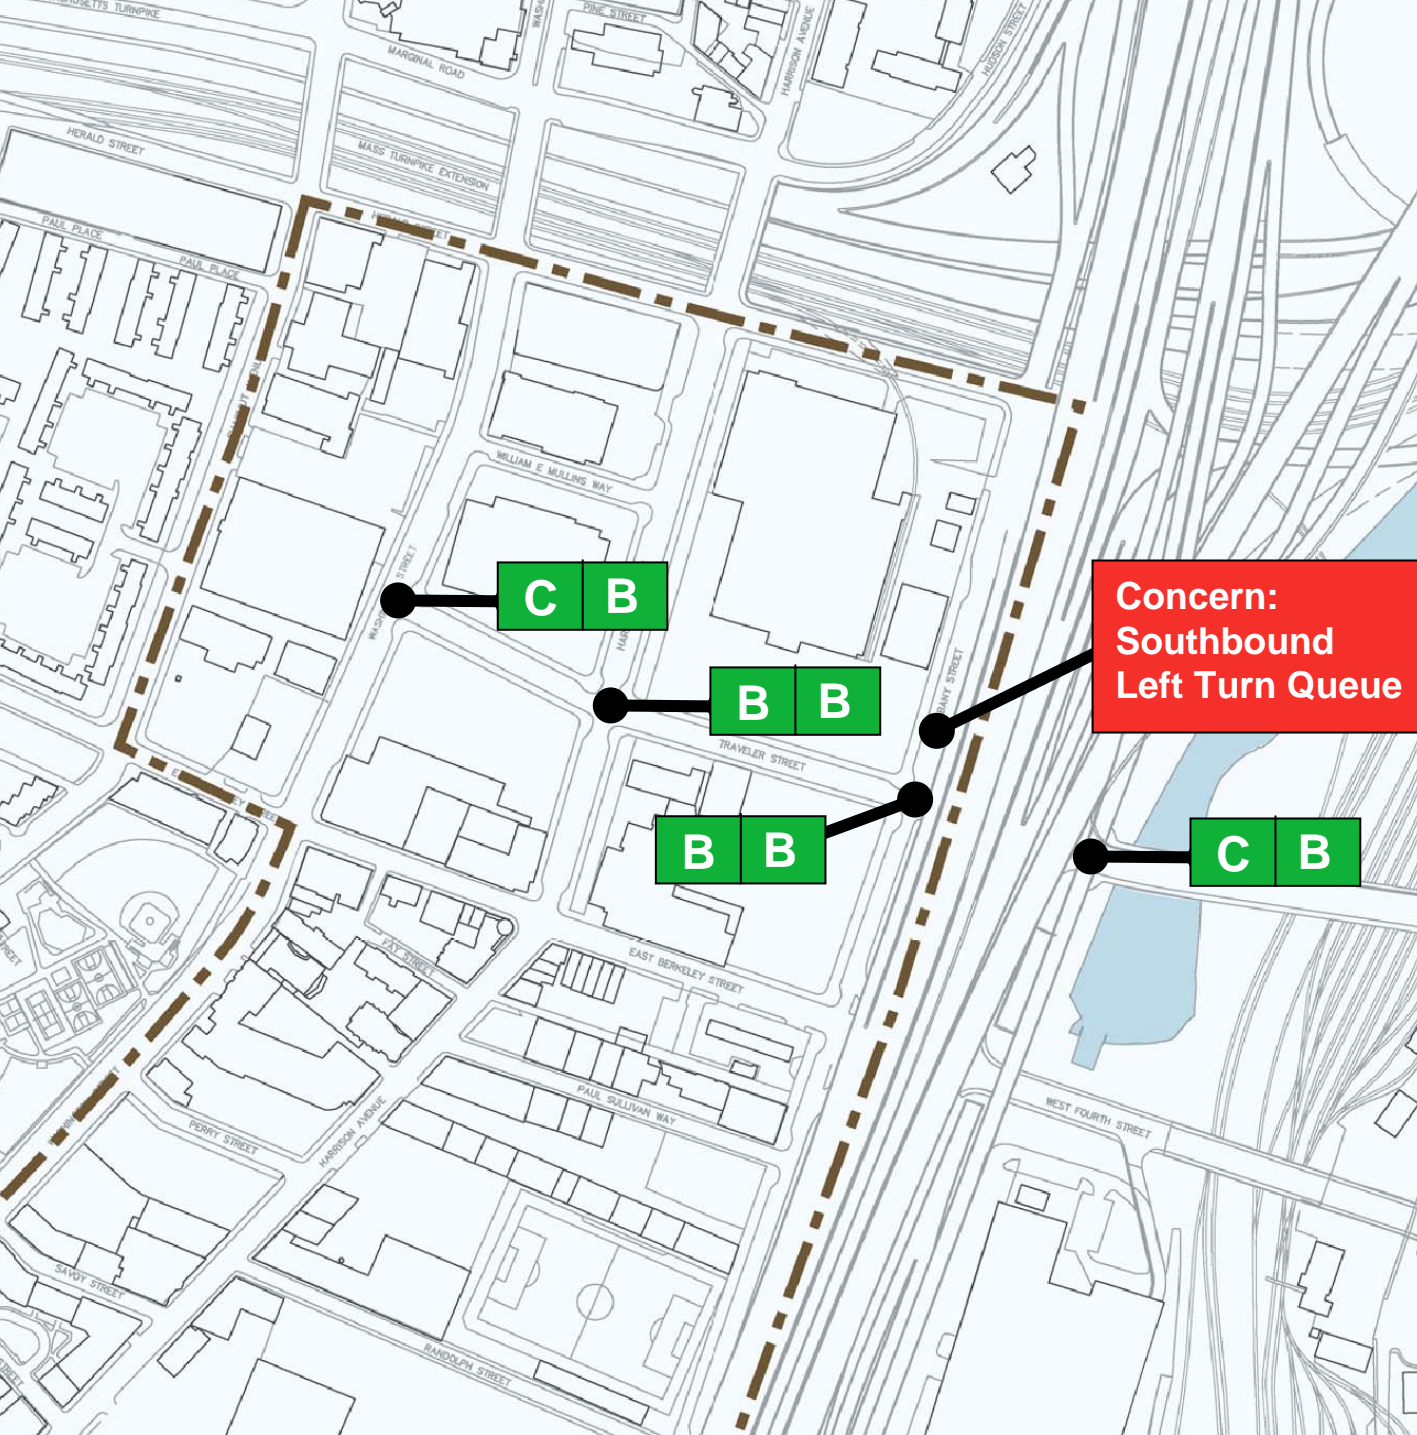 MARGINAL ROAD
PINE STREET
HARRISON AVENUE
HUDSON STREET
HERALD STREET
MASS TURNPIKE EXTENSION
PAUL PLACE
PAUL PLACE
WILLIAM E MULLINS WAY
STREET
C B
Concern:
Southbound
Left Turn Queue
B B
TRAVELER STREET
B B
C B
FAY STREET
EAST BERKELEY STREET
PAUL SULLIVAN WAY
WEST FOURTH STREET
PERRY STREET
HARRISON AVENUE
SAVOY STREET
RANDOLPH STREET